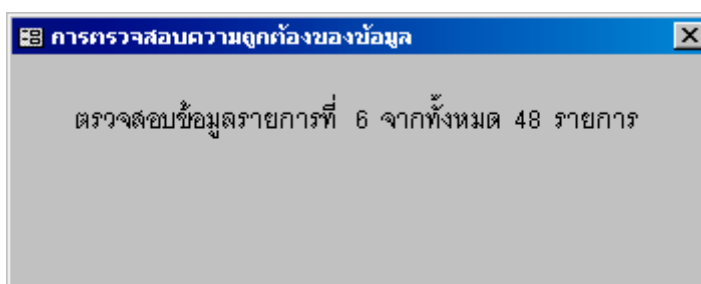 การตรวจสอบความถูกต้องของข้อมูล
ตรวจสอบข้อมูลรายการที่ 6 จากทั้งหมด 48 รายการ